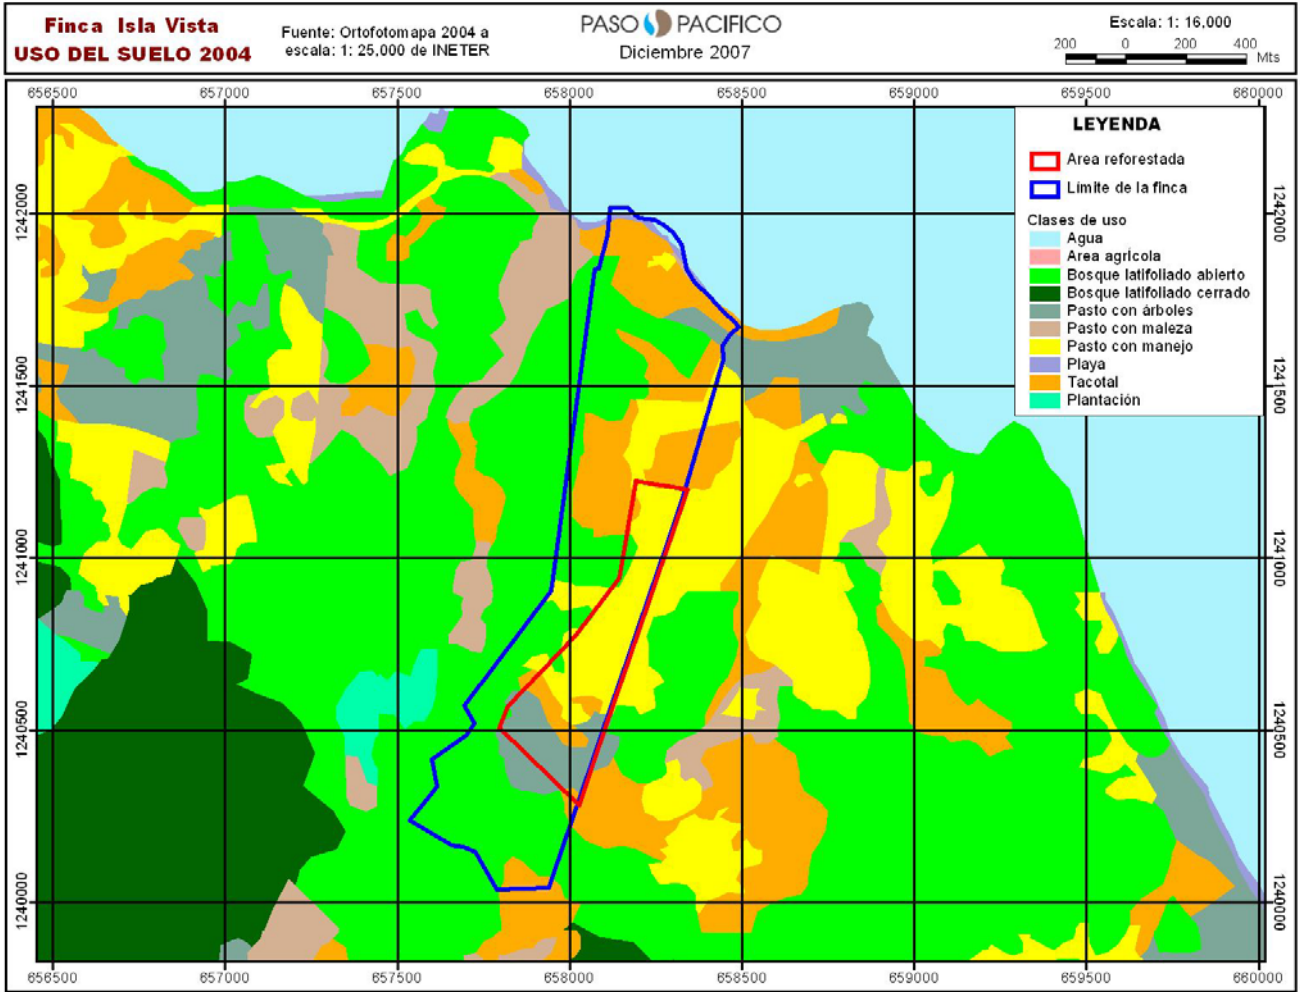 Finca Isla Vista
USO DEL SUELO 2004
Fuente: Ortofotomapa 2004 a
escala: 1: 25,000 de INETER
PASO PACIFICO
Diciembre 2007
Escala: 1: 16,000
200 0 200 400 Mts
656500 657000 657500 658000 658500 659000 659500 660000
1242000
1241500
1241000
1240500
1240000
LEYENDA
Area reforestada
Límite de la finca
Clases de uso
Agua
Area agrícola
Bosque latifoliado abierto
Bosque latifoliado cerrado
Pasto con árboles
Pasto con maleza
Pasto con manejo
Playa
Tacotal
Plantación
1242000
1241500
1241000
1240500
1240000
656500 657000 657500 658000 658500 659000 659500 660000